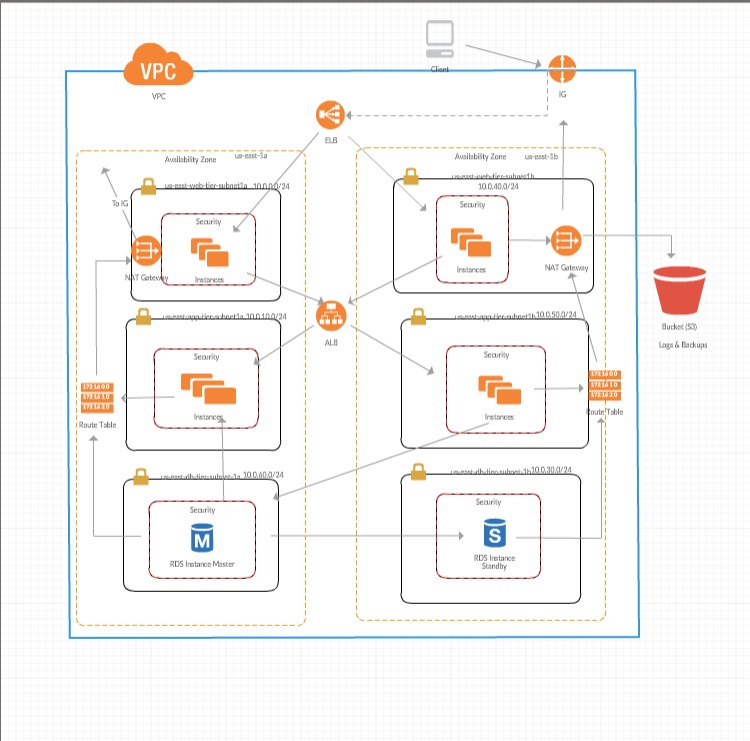 Client
VPC
VPC
IG
ELB
Availability Zone us-east-1a
Availability Zone us-east-1b
us-east-web-tier-subnet1a 10.0.0.0/24
us-east-web-tier-subnet1b
10.0.40.0/24
To IG
Security
Instances
NAT Gateway
Security
Instances
NAT Gateway
Bucket (S3)
Logs & Backups
us-east-app-tier-subnet1a 10.0.10.0/24
us-east-app-tier-subnet1b 10.0.50.0/24
ALB
Security
Instances
Security
Instances
172.16.0.0
172.16.1.0
172.16.2.0
Route Table
172.16.0.0
172.16.1.0
172.16.2.0
Route Table
us-east-db-tier-subnet-1a 10.0.60.0/24
us-east-db-tier-subnet-1b 10.0.30.0/24
Security
M
RDS Instance Master
Security
S
RDS Instance
Standby